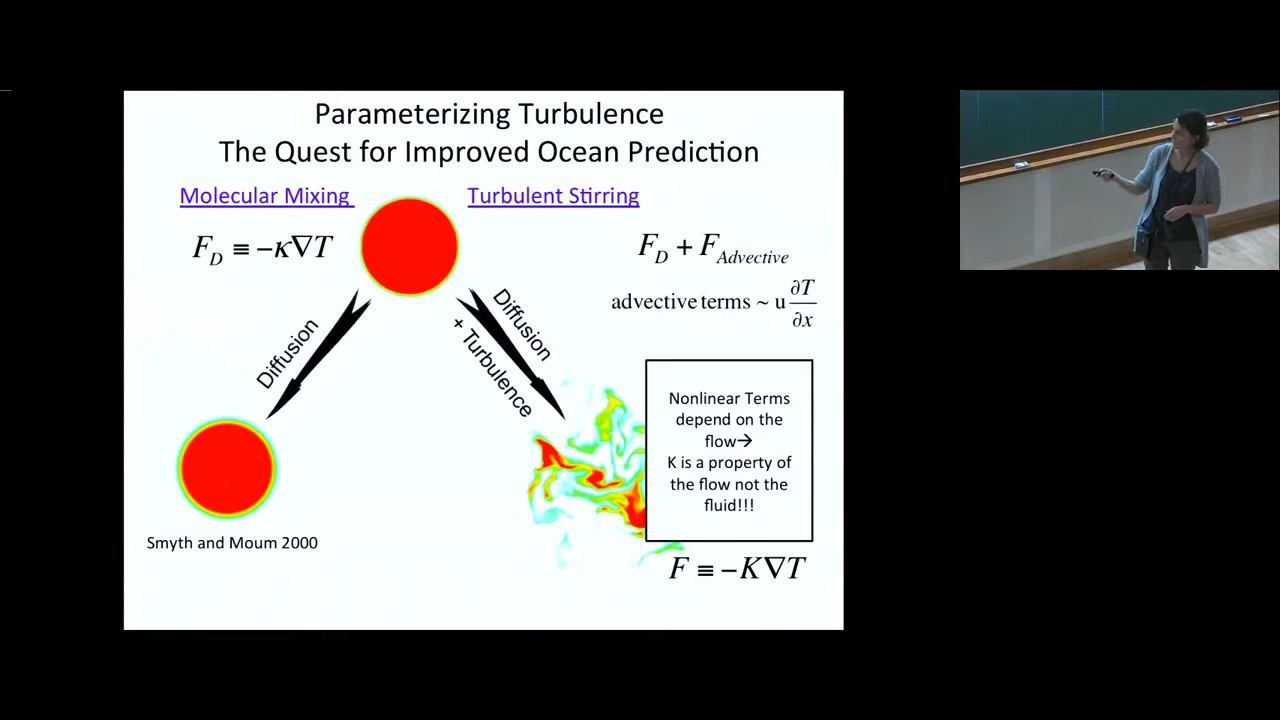 Parameterizing Turbulence
The Quest for Improved Ocean Prediction
Molecular Mixing
Turbulent Stirring
F_D ≡ −κ∇T
F_D + F_Advective
advective terms ~ u ∂T/∂x
Diffusion
Diffusion
+ Turbulence
Nonlinear Terms
depend on the
flow→
K is a property of
the flow not the
fluid!!!
Smyth and Moum 2000
F ≡ −K∇T